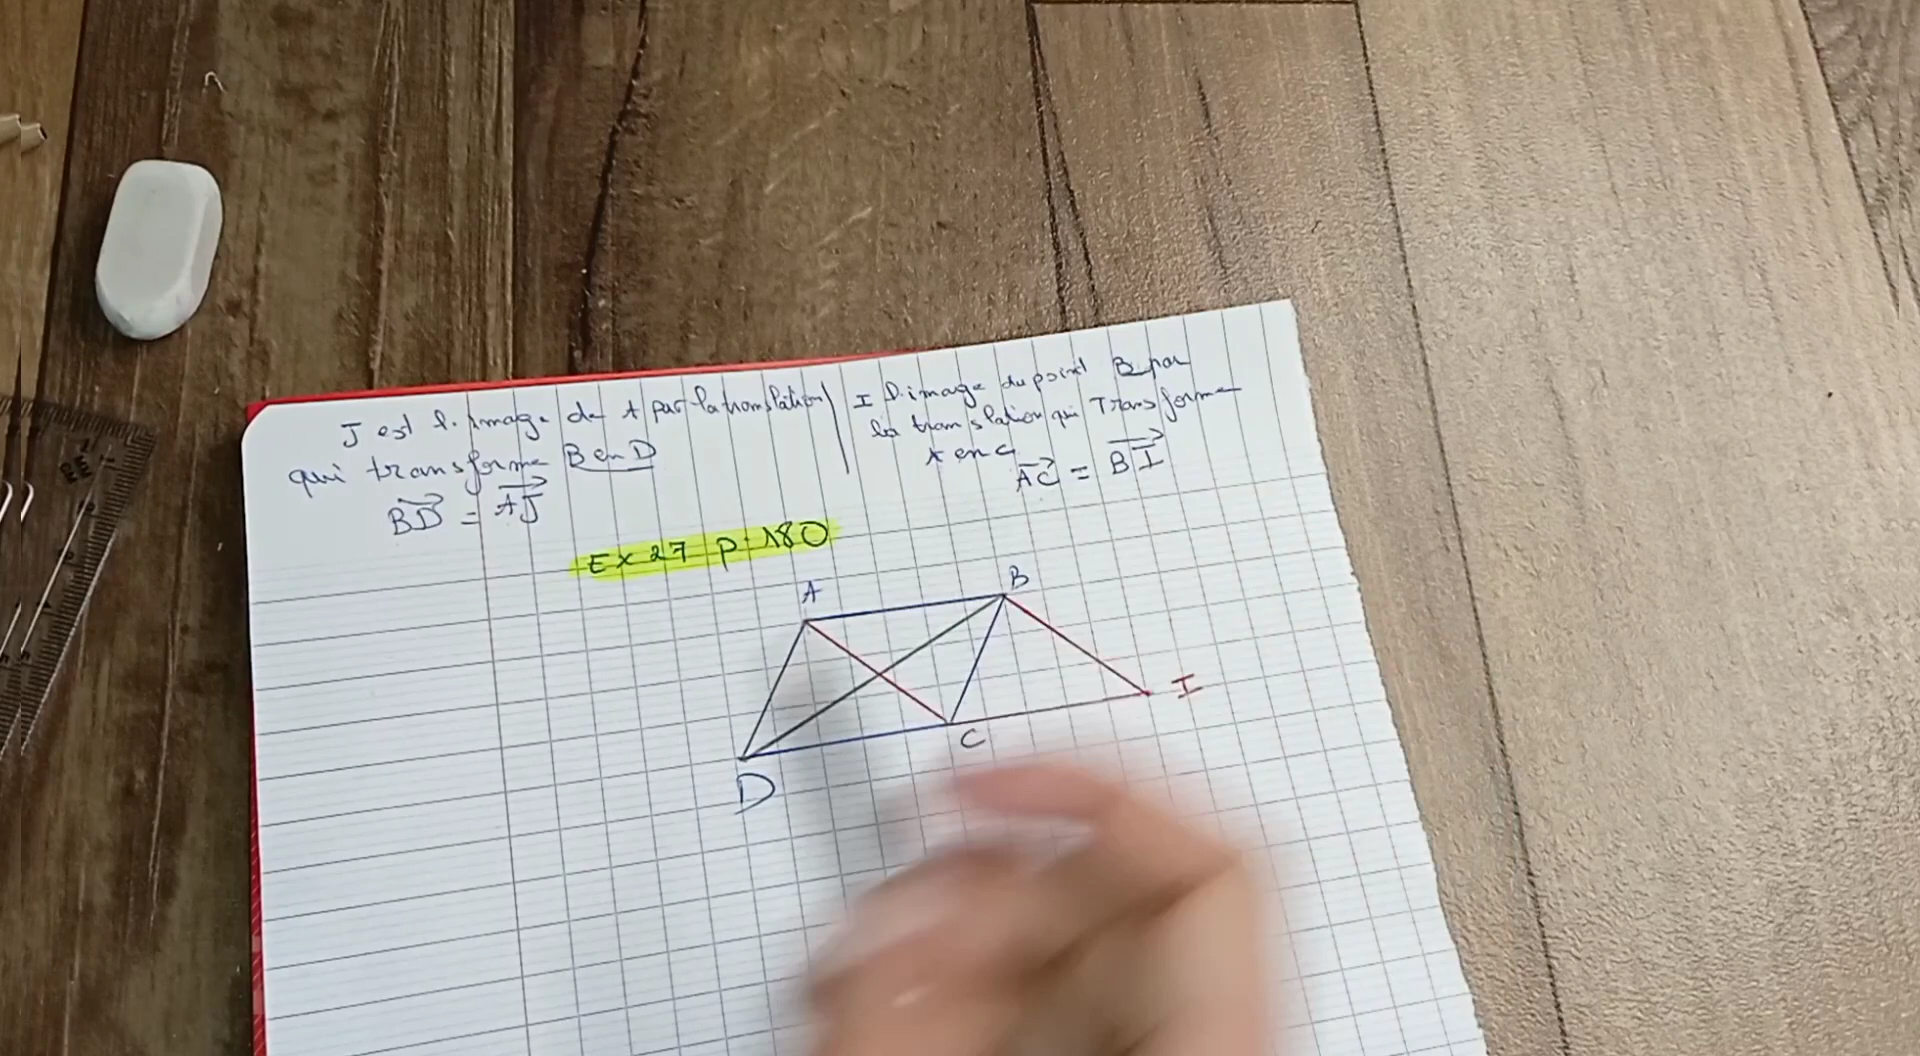 J est l'image de A par la translation
qui transforme B en D
BD = AJ
I l'image du point B par
la translation qui Transforme
A en C
AC = BI
Ex 27 p 180
A
B
I
C
D